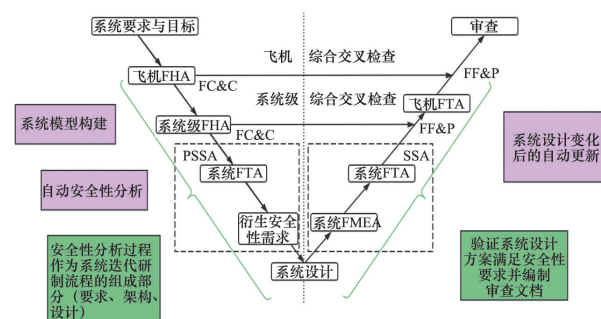 系统要求与目标
审查
飞机 综合交叉检查
飞机FHA
FC&C
FF&P
系统级 综合交叉检查
飞机FTA
系统级FHA
FC&C
FF&P
PSSA
SSA
系统FTA
系统FTA
衍生安全
性需求
系统FMEA
系统设计
系统模型构建
自动安全性分析
安全性分析过程
作为系统迭代研
制流程的组成部
分（要求、架构、
设计）
系统设计变化
后的自动更新
验证系统设计
方案满足安全性
要求并编制
审查文档